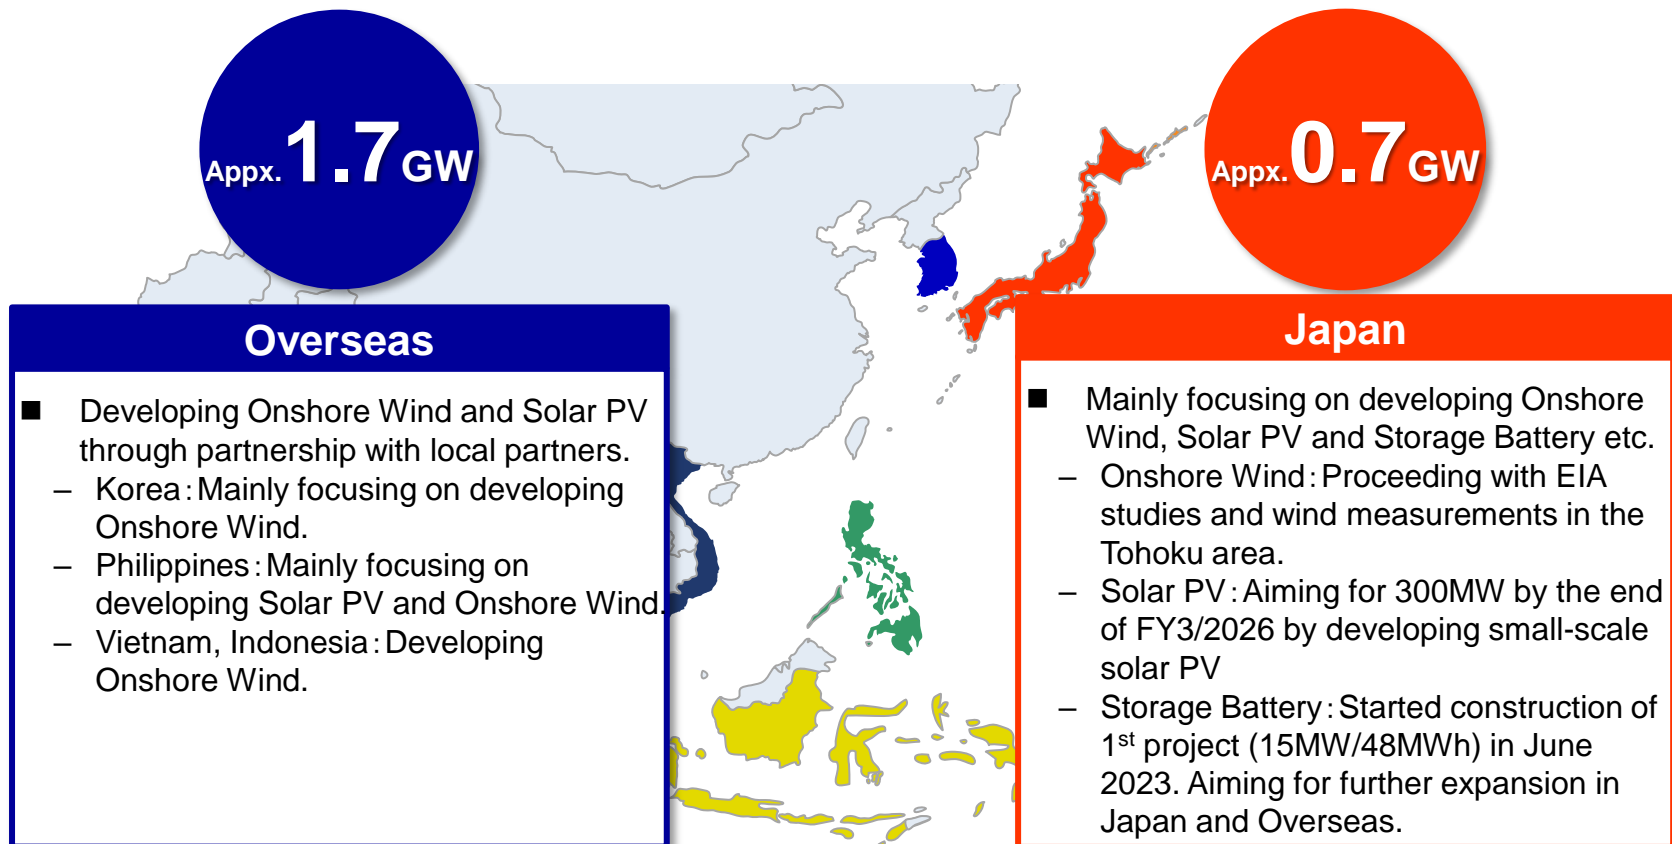 Appx.1.7GW
Overseas
■ Developing Onshore Wind and Solar PV
through partnership with local partners.
– Korea:Mainly focusing on developing
Onshore Wind.
– Philippines:Mainly focusing on
developing Solar PV and Onshore Wind.
– Vietnam, Indonesia:Developing
Onshore Wind.
Appx.0.7GW
Japan
■ Mainly focusing on developing Onshore
Wind, Solar PV and Storage Battery etc.
– Onshore Wind:Proceeding with EIA
studies and wind measurements in the
Tohoku area.
– Solar PV:Aiming for 300MW by the end
of FY3/2026 by developing small-scale
solar PV
– Storage Battery:Started construction of
1st project (15MW/48MWh) in June
2023. Aiming for further expansion in
Japan and Overseas.